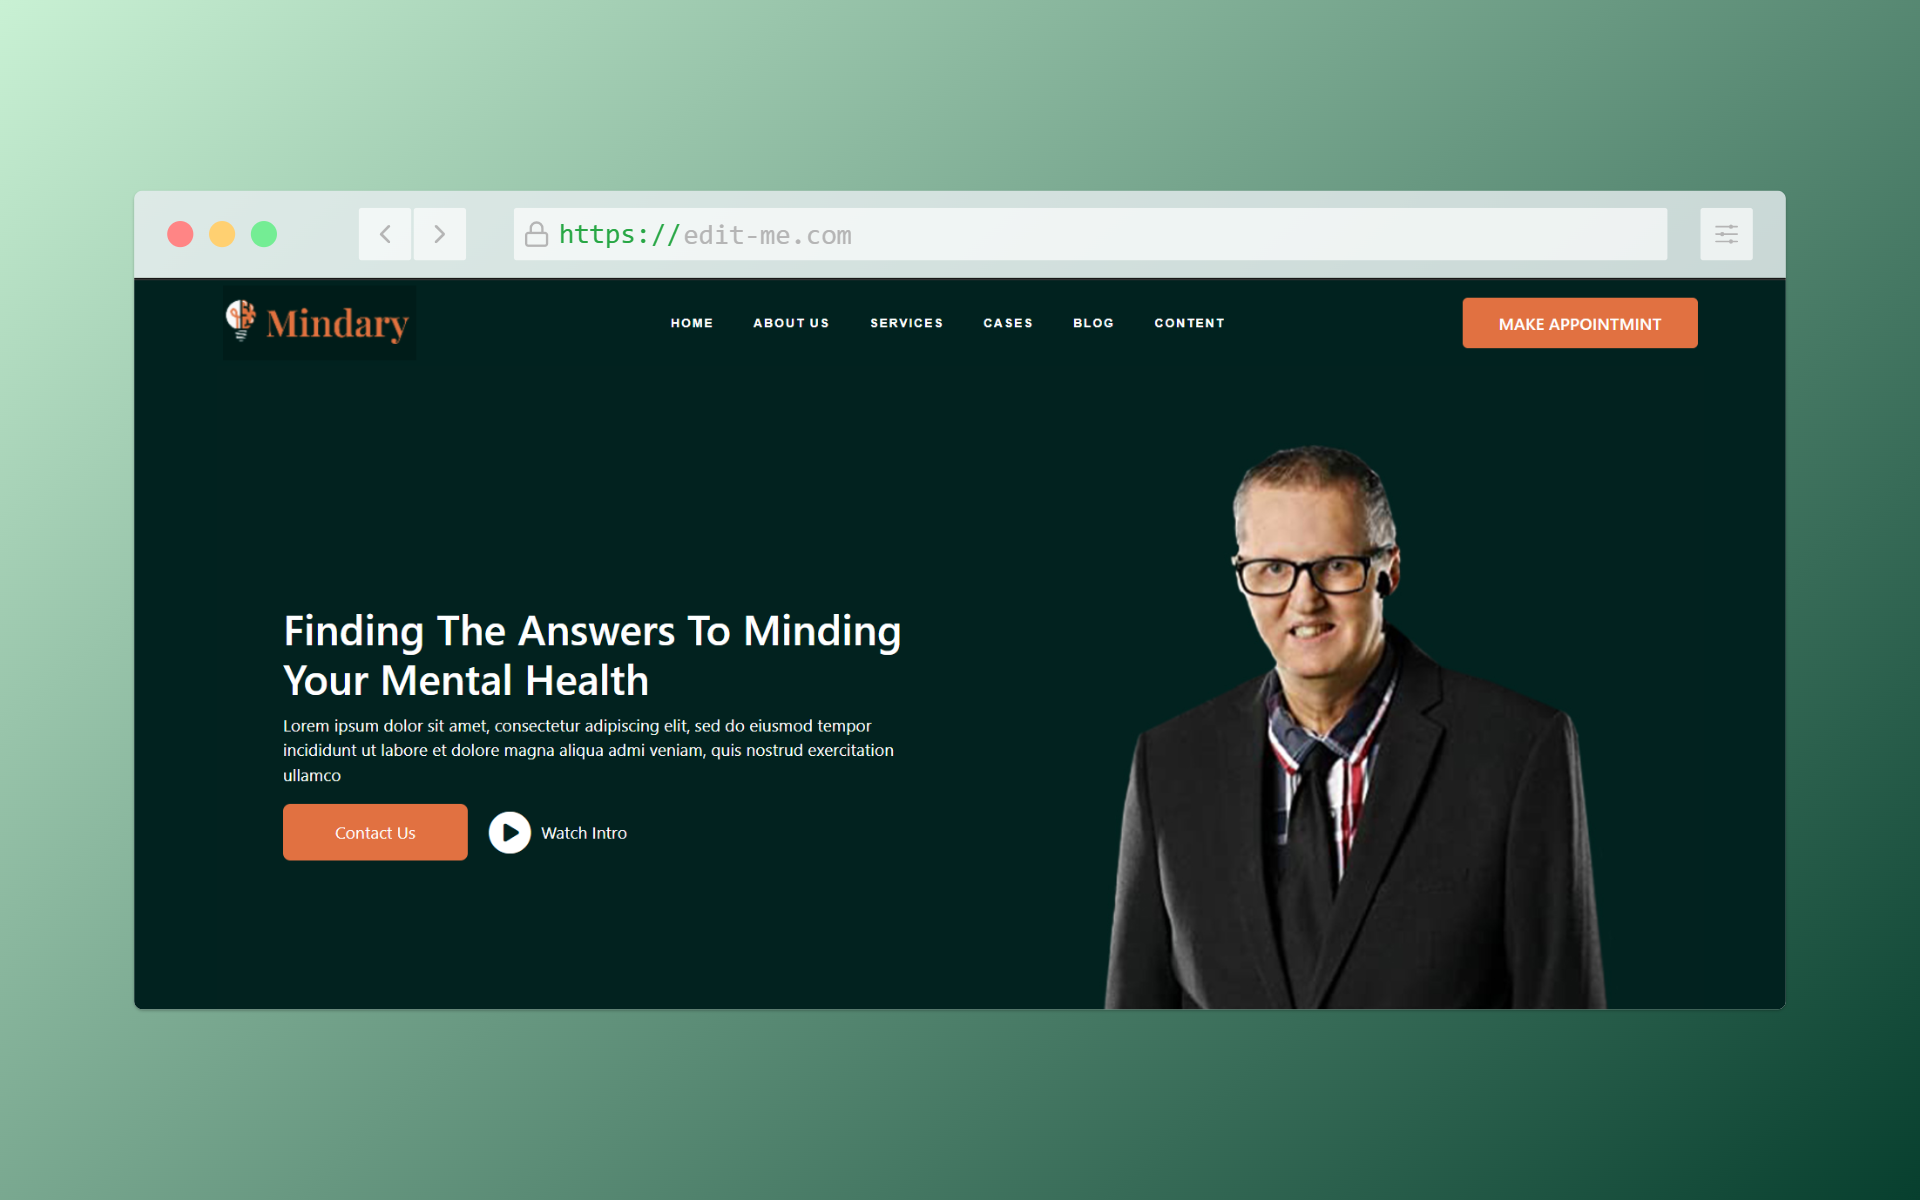 https://edit-me.com
Mindary
HOME ABOUT US SERVICES CASES BLOG CONTENT
MAKE APPOINTMINT
Finding The Answers To Minding
Your Mental Health
Lorem ipsum dolor sit amet, consectetur adipiscing elit, sed do eiusmod tempor
incididunt ut labore et dolore magna aliqua admi veniam, quis nostrud exercitation
ullamco
Contact Us
Watch Intro